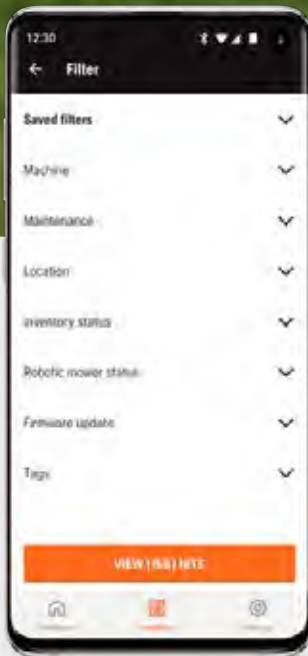 12:30
Filter
Saved filters
Machine
Maintenance
Location
Inventory status
Robotic mower status
Firmware update
Tags
VIEW HITS